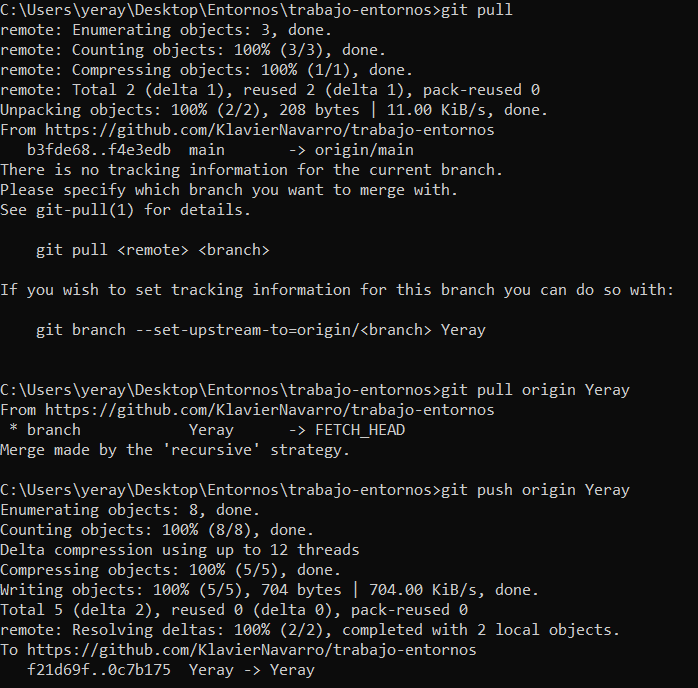 C:\Users\yeray\Desktop\Entornos\trabajo-entornos>git pull
remote: Enumerating objects: 3, done.
remote: Counting objects: 100% (3/3), done.
remote: Compressing objects: 100% (1/1), done.
remote: Total 2 (delta 1), reused 2 (delta 1), pack-reused 0
Unpacking objects: 100% (2/2), 208 bytes | 11.00 KiB/s, done.
From https://github.com/KlavierNavarro/trabajo-entornos
   b3fde68..f4e3edb  main       -> origin/main
There is no tracking information for the current branch.
Please specify which branch you want to merge with.
See git-pull(1) for details.

    git pull <remote> <branch>

If you wish to set tracking information for this branch you can do so with:

    git branch --set-upstream-to=origin/<branch> Yeray


C:\Users\yeray\Desktop\Entornos\trabajo-entornos>git pull origin Yeray
From https://github.com/KlavierNavarro/trabajo-entornos
 * branch            Yeray      -> FETCH_HEAD
Merge made by the 'recursive' strategy.

C:\Users\yeray\Desktop\Entornos\trabajo-entornos>git push origin Yeray
Enumerating objects: 8, done.
Counting objects: 100% (8/8), done.
Delta compression using up to 12 threads
Compressing objects: 100% (5/5), done.
Writing objects: 100% (5/5), 704 bytes | 704.00 KiB/s, done.
Total 5 (delta 2), reused 0 (delta 0), pack-reused 0
remote: Resolving deltas: 100% (2/2), completed with 2 local objects.
To https://github.com/KlavierNavarro/trabajo-entornos
   f21d69f..0c7b175  Yeray -> Yeray